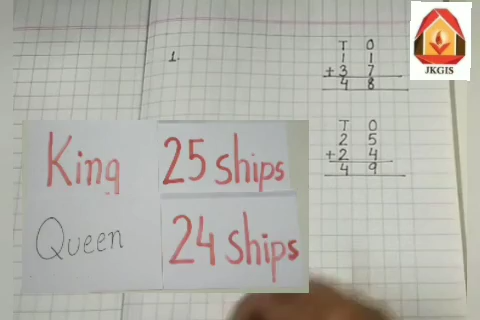 1.
T O
1 1
+ 3 7
4 8
T O
2 5
+ 2 4
4 9
King 25 ships
Queen 24 ships
JKGIS